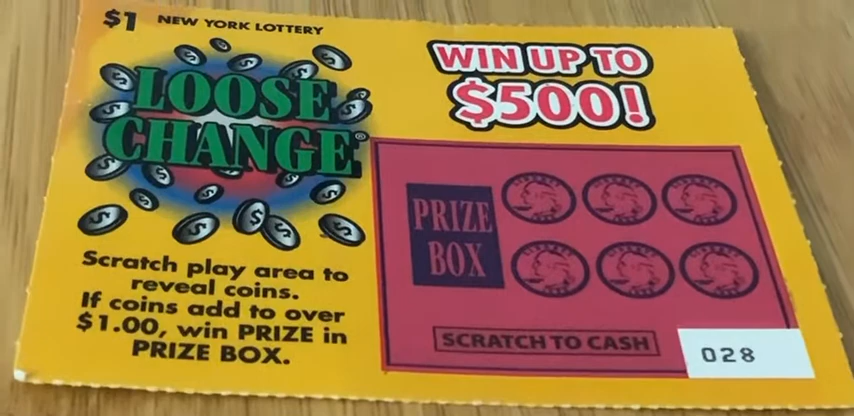 $1 NEW YORK LOTTERY
LOOSE
CHANGE®
Scratch play area to
reveal coins.
If coins add to over
$1.00, win PRIZE in
PRIZE BOX.
WIN UP TO
$500!
PRIZE
BOX
SCRATCH TO CASH
028